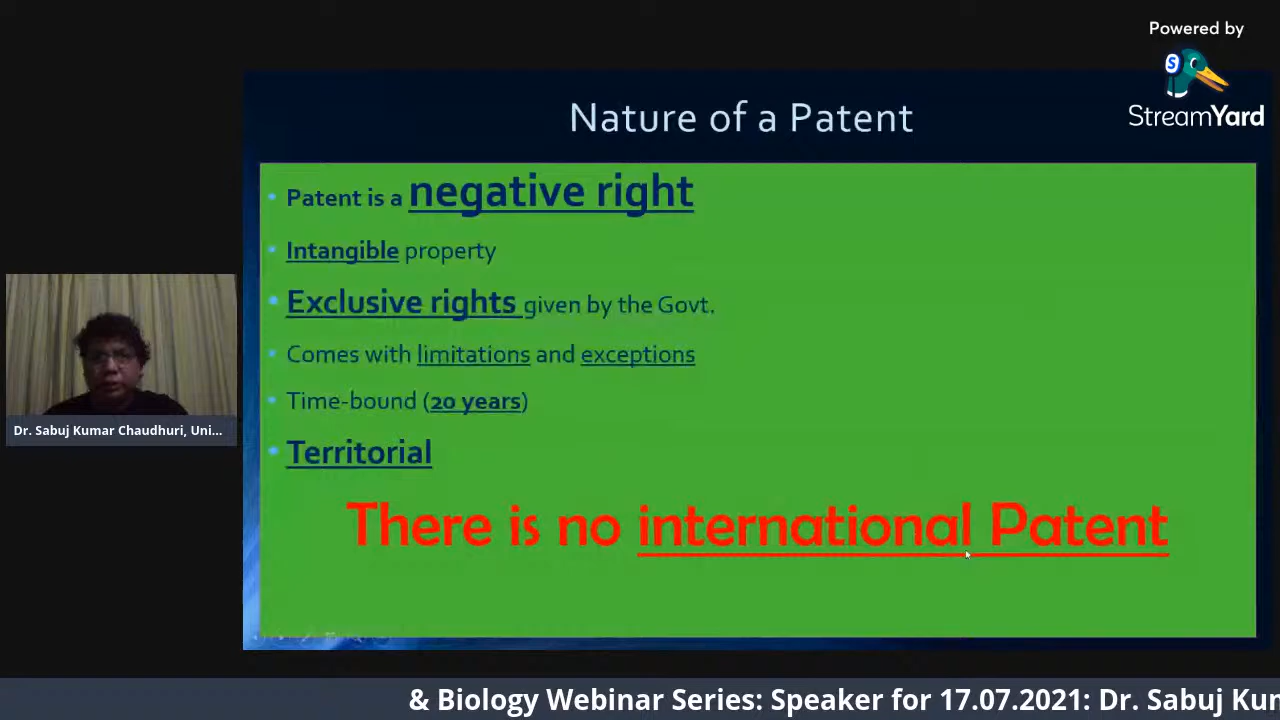 Powered by
StreamYard
Nature of a Patent
• Patent is a negative right
• Intangible property
• Exclusive rights given by the Govt.
• Comes with limitations and exceptions
• Time-bound (20 years)
• Territorial
There is no international Patent
Dr. Sabuj Kumar Chaudhuri, Uni...
& Biology Webinar Series: Speaker for 17.07.2021: Dr. Sabuj Kur